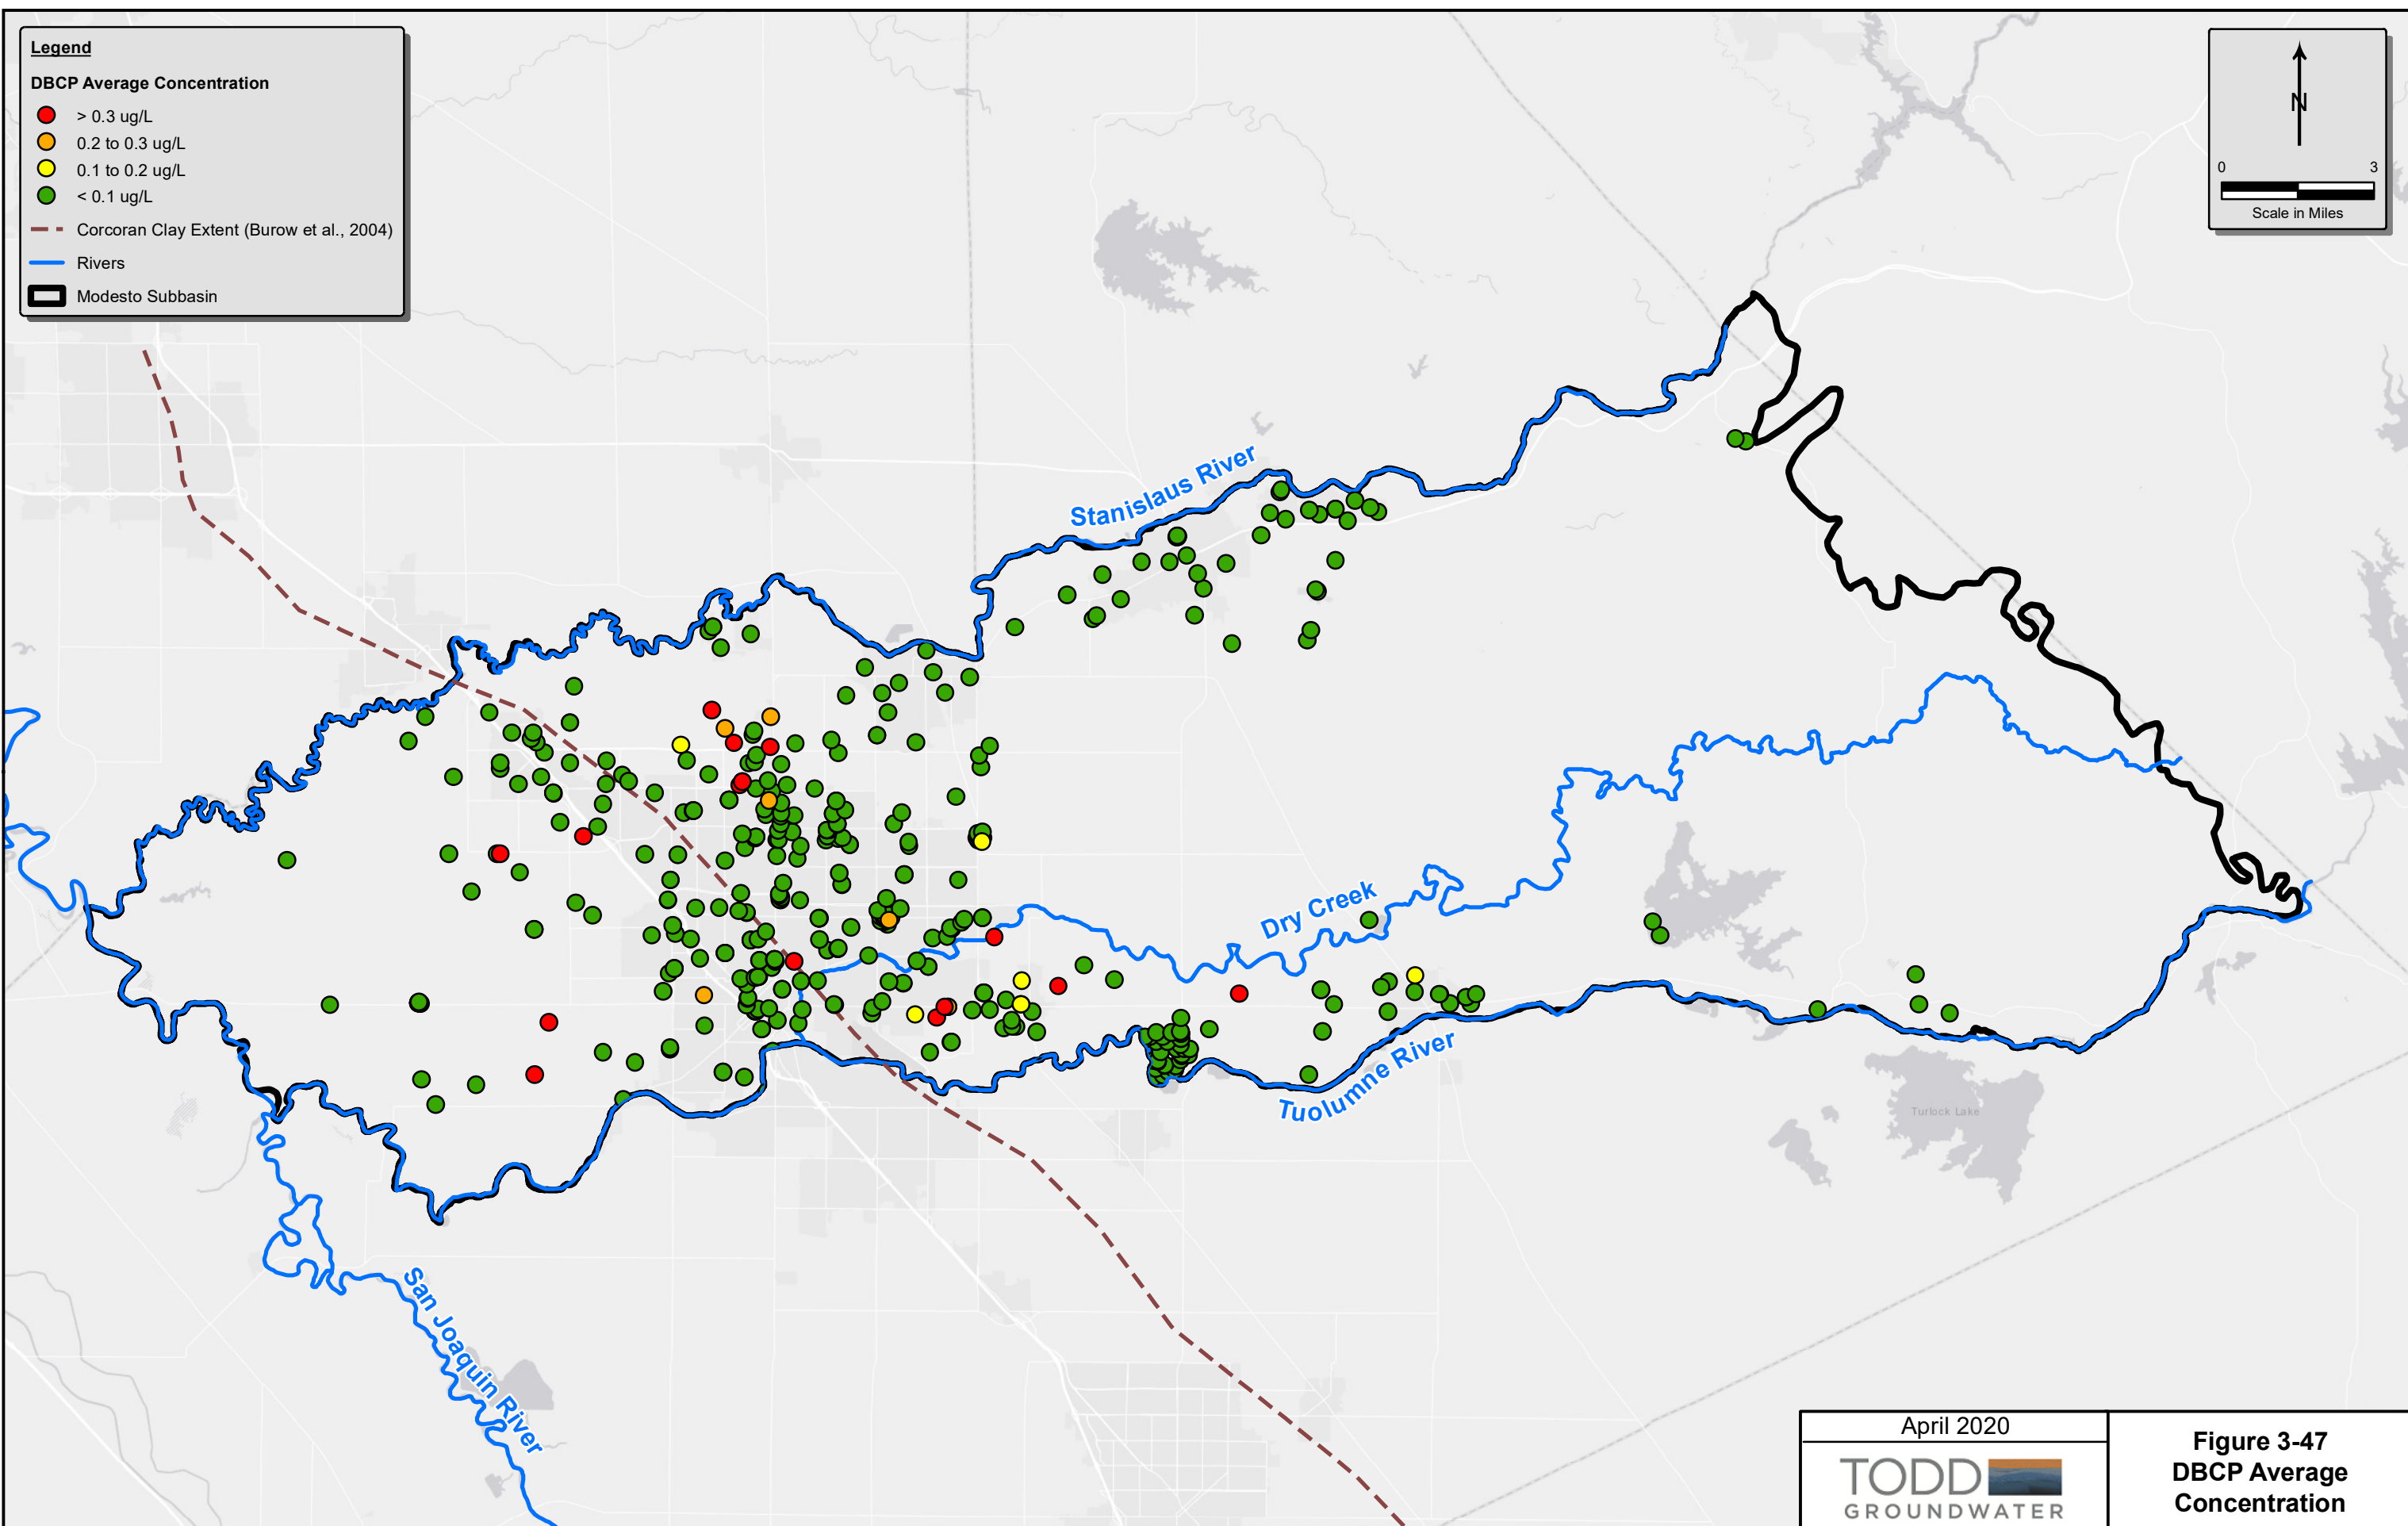 Legend
DBCP Average Concentration
> 0.3 ug/L
0.2 to 0.3 ug/L
0.1 to 0.2 ug/L
< 0.1 ug/L
Corcoran Clay Extent (Burow et al., 2004)
Rivers
Modesto Subbasin
N
0 3
Scale in Miles
Stanislaus River
Dry Creek
Tuolumne River
Turlock Lake
San Joaquin River
April 2020
TODD
GROUNDWATER
Figure 3-47
DBCP Average
Concentration